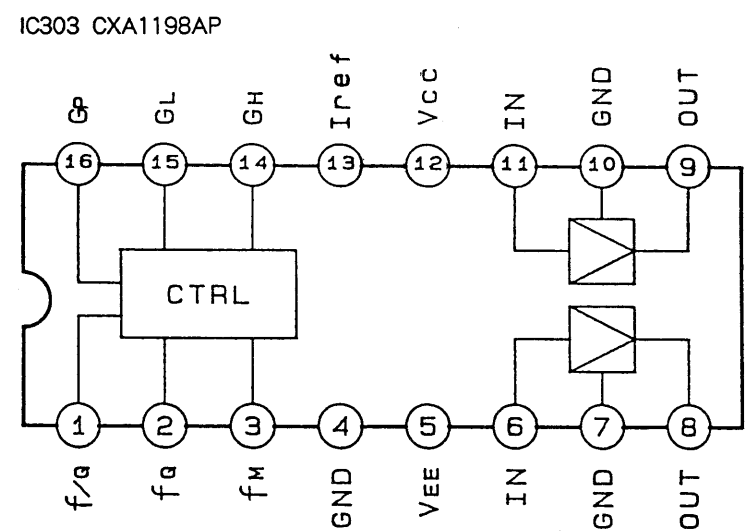 IC303 CXA1198AP
GP GL GH Iref VCC IN GND OUT
16 15 14 13 12 11 10 9
CTRL
1 2 3 4 5 6 7 8
f/Q fQ fM GND VEE IN GND OUT